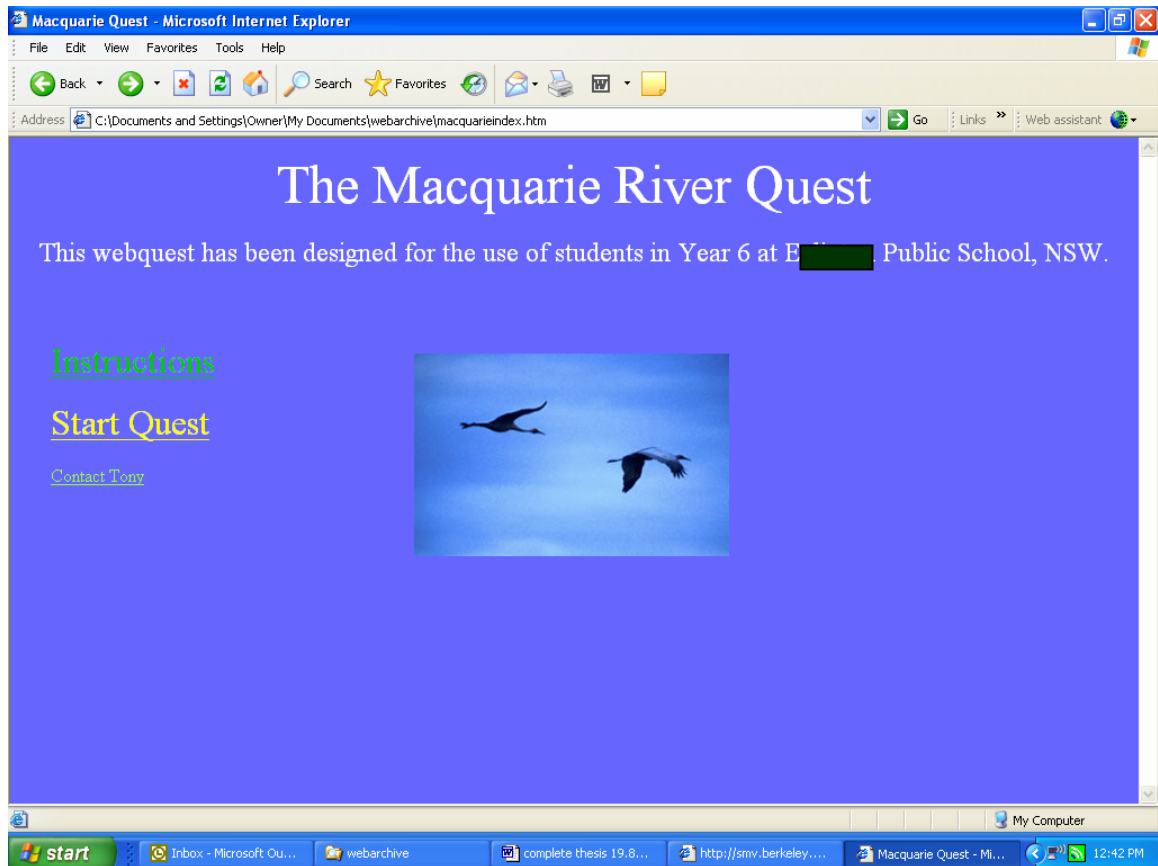 Macquarie Quest - Microsoft Internet Explorer
File Edit View Favorites Tools Help
Back Search Favorites
Address C:\Documents and Settings\Owner\My Documents\webarchive\macquarieindex.htm Go Links » Web assistant
The Macquarie River Quest
This webquest has been designed for the use of students in Year 6 at Public School, NSW.
Instructions
Start Quest
Contact Tony
My Computer
start Inbox - Microsoft Ou... webarchive complete thesis 19.8... http://smv.berkeley.... Macquarie Quest - Mi... 12:42 PM